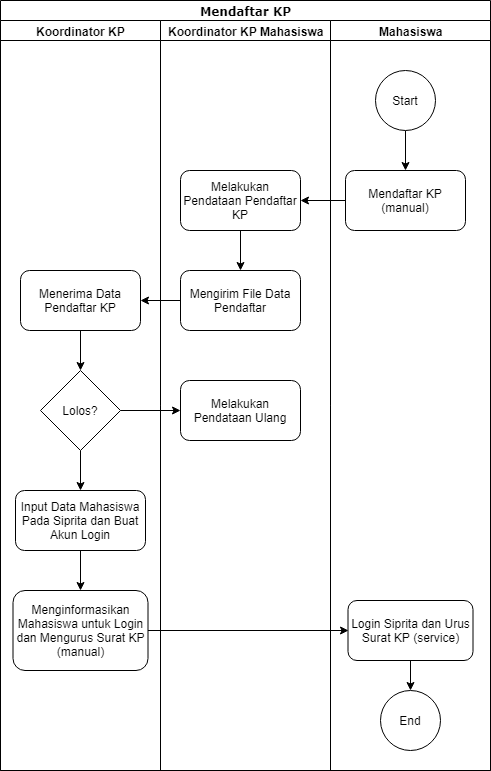 Mendaftar KP
Koordinator KP
Koordinator KP Mahasiswa
Mahasiswa
Start
Mendaftar KP
(manual)
Melakukan
Pendataan Pendaftar
KP
Mengirim File Data
Pendaftar
Menerima Data
Pendaftar KP
Lolos?
Melakukan
Pendataan Ulang
Input Data Mahasiswa
Pada Siprita dan Buat
Akun Login
Menginformasikan
Mahasiswa untuk Login
dan Mengurus Surat KP
(manual)
Login Siprita dan Urus
Surat KP (service)
End